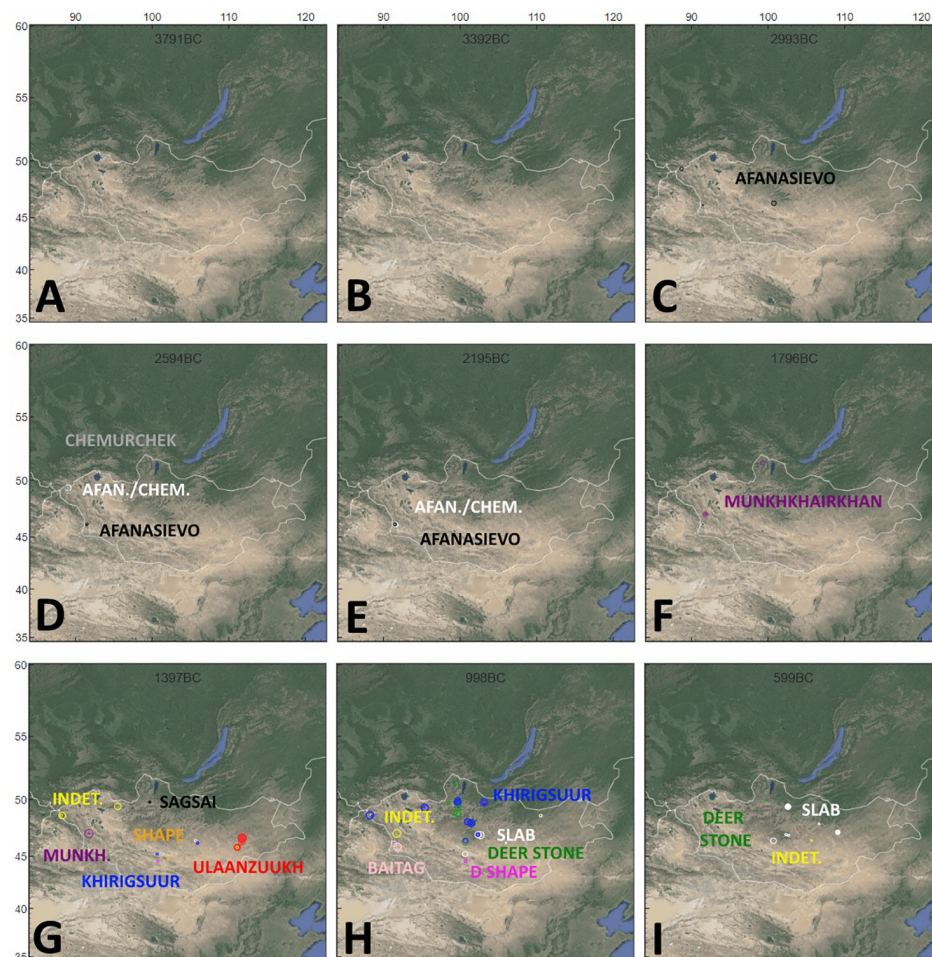 90 100 110 120 90 100 110 120 90 100 110 120
60
3791BC 3392BC 2993BC
55
50
AFANASIEVO
45
40
A B C
35
60
2594BC 2195BC 1796BC
55
CHEMURCHEK
50
AFAN./CHEM. AFAN./CHEM. MUNKHKHAIRKHAN
AFANASIEVO AFANASIEVO
45
40
D E F
35
60
1397BC 998BC 599BC
55
50
INDET. SAGSAI KHIRIGSUUR
SHAPE INDET. SLAB DEER SLAB
STONE
MUNKH. ULAANZUUKH DEER STONE INDET.
45
KHIRIGSUUR BAITAG D SHAPE
40
G H I
35